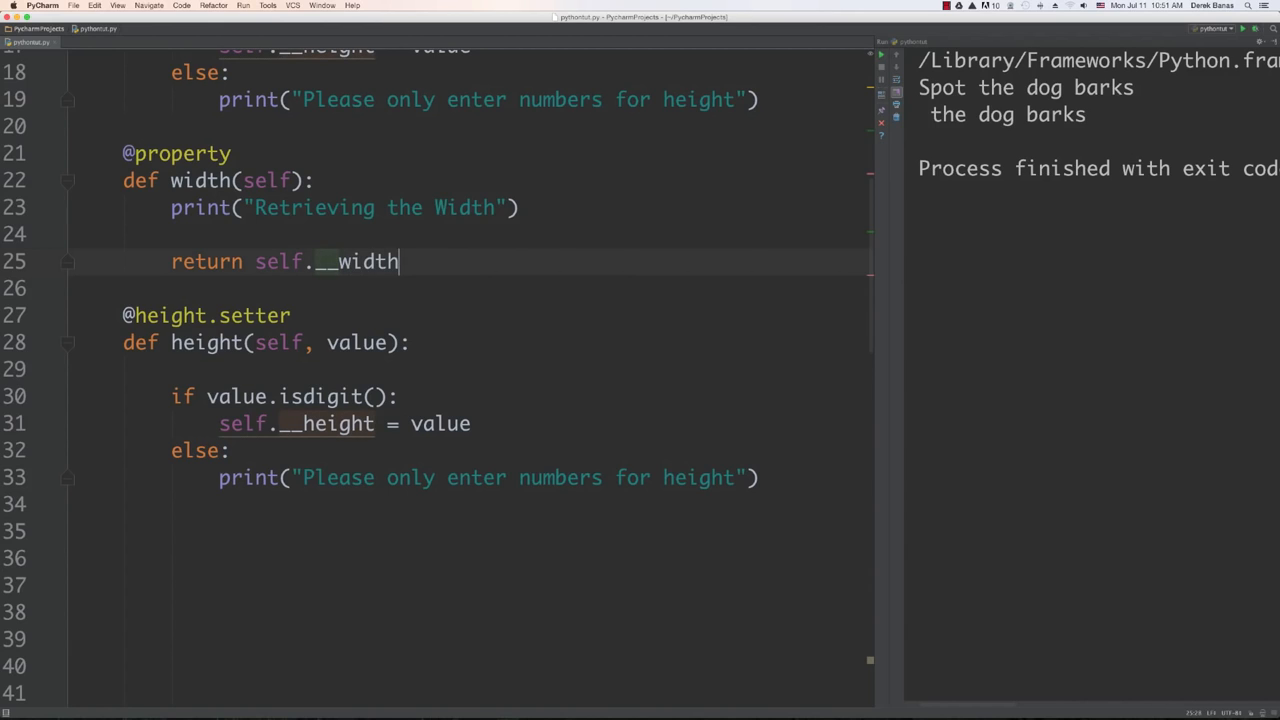 PyCharm File Edit View Navigate Code Refactor Run Tools VCS Window Help
10 Mon Jul 11 10:51 AM Derek Banas
pythontut.py - PycharmProjects - [~/PycharmProjects]
PycharmProjects pythontut.py pythontut
pythontut.py
Run pythontut
17 self.__height = value
18 else:
19 print("Please only enter numbers for height")
20
21 @property
22 def width(self):
23 print("Retrieving the Width")
24
25 return self.__width
26
27 @height.setter
28 def height(self, value):
29
30 if value.isdigit():
31 self.__height = value
32 else:
33 print("Please only enter numbers for height")
34
35
36
37
38
39
40
41
/Library/Frameworks/Python.fra
Spot the dog barks
the dog barks
Process finished with exit cod
25:28 LF‡ UTF-8‡